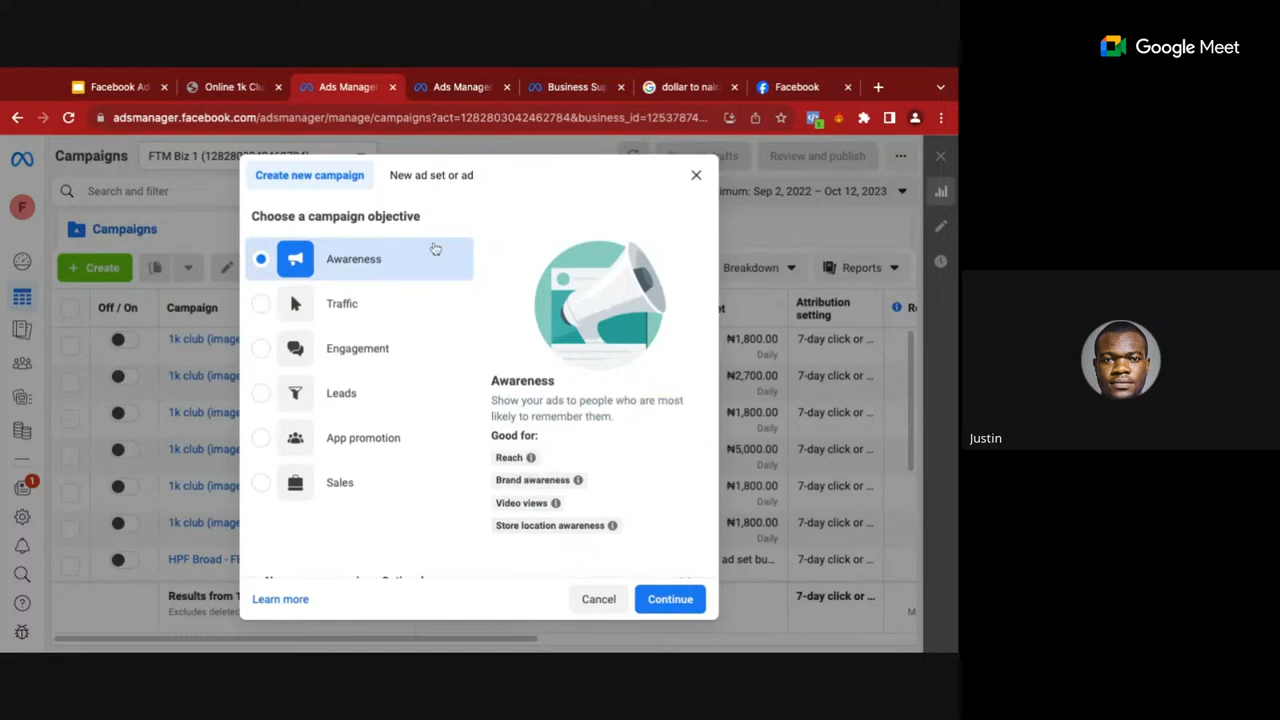 Google Meet
Facebook Ad
Online 1k Clu
Ads Manager
Ads Manager
Business Sup
dollar to nair
Facebook
adsmanager.facebook.com/adsmanager/manage/campaigns?act=1282803042462784&business_id=12537874...
Campaigns
FTM Biz 1
Review and publish
Create new campaign
New ad set or ad
Search and filter
mum: Sep 2, 2022 – Oct 12, 2023
F
Choose a campaign objective
Campaigns
Awareness
Create
Breakdown
Reports
Off / On
Campaign
Traffic
Attribution
setting
1k club (image
Engagement
₦1,800.00
7-day click or ...
Daily
1k club (image
Awareness
₦2,700.00
7-day click or ...
Leads
Show your ads to people who are most
Daily
1k club (image
likely to remember them.
₦1,800.00
7-day click or ...
App promotion
Good for:
Daily
Justin
1k club (image
Reach
₦5,000.00
7-day click or ...
Daily
1
1k club (image
Sales
Brand awareness
₦1,800.00
7-day click or ...
Video views
Daily
1k club (image
Store location awareness
₦1,800.00
7-day click or ...
Daily
HPF Broad - FE
ad set bu...
7-day click or ...
Results from
Learn more
Cancel
Continue
7-day click or ...
Excludes deleted